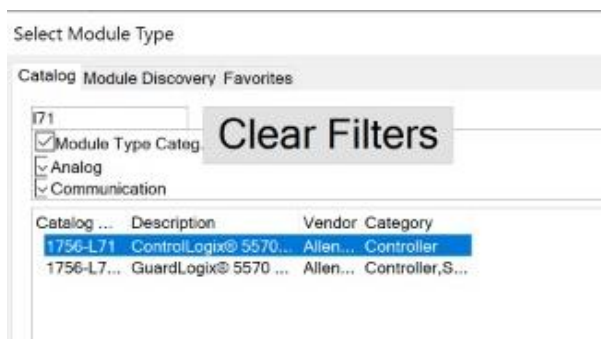 Select Module Type
Catalog Module Discovery Favorites
l71
Clear Filters
Module Type Categ..
Analog
Communication
Catalog ... Description Vendor Category
1756-L71 ControlLogix® 5570... Allen... Controller
1756-L7... GuardLogix® 5570 ... Allen... Controller,S...